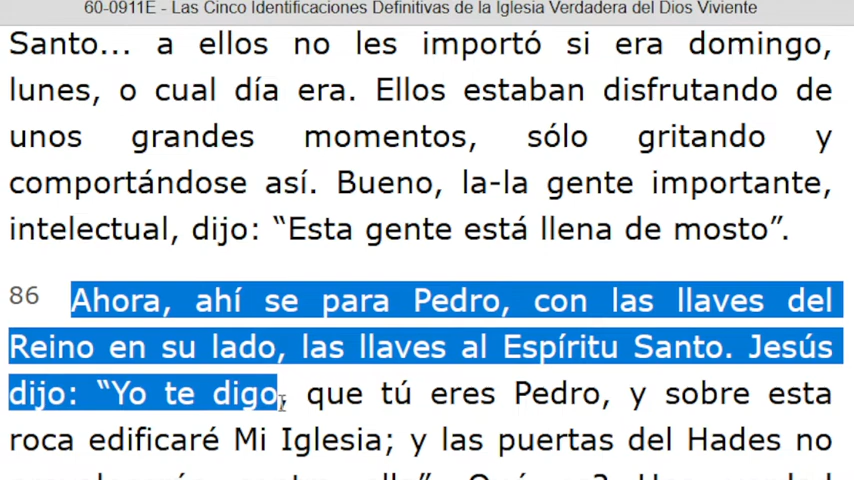 60-0911E - Las Cinco Identificaciones Definitivas de la Iglesia Verdadera del Dios Viviente
Santo... a ellos no les importó si era domingo,
lunes, o cual día era. Ellos estaban disfrutando de
unos grandes momentos, sólo gritando y
comportándose así. Bueno, la-la gente importante,
intelectual, dijo: “Esta gente está llena de mosto”.
86 Ahora, ahí se para Pedro, con las llaves del
Reino en su lado, las llaves al Espíritu Santo. Jesús
dijo: “Yo te digo, que tú eres Pedro, y sobre esta
roca edificaré Mi Iglesia; y las puertas del Hades no